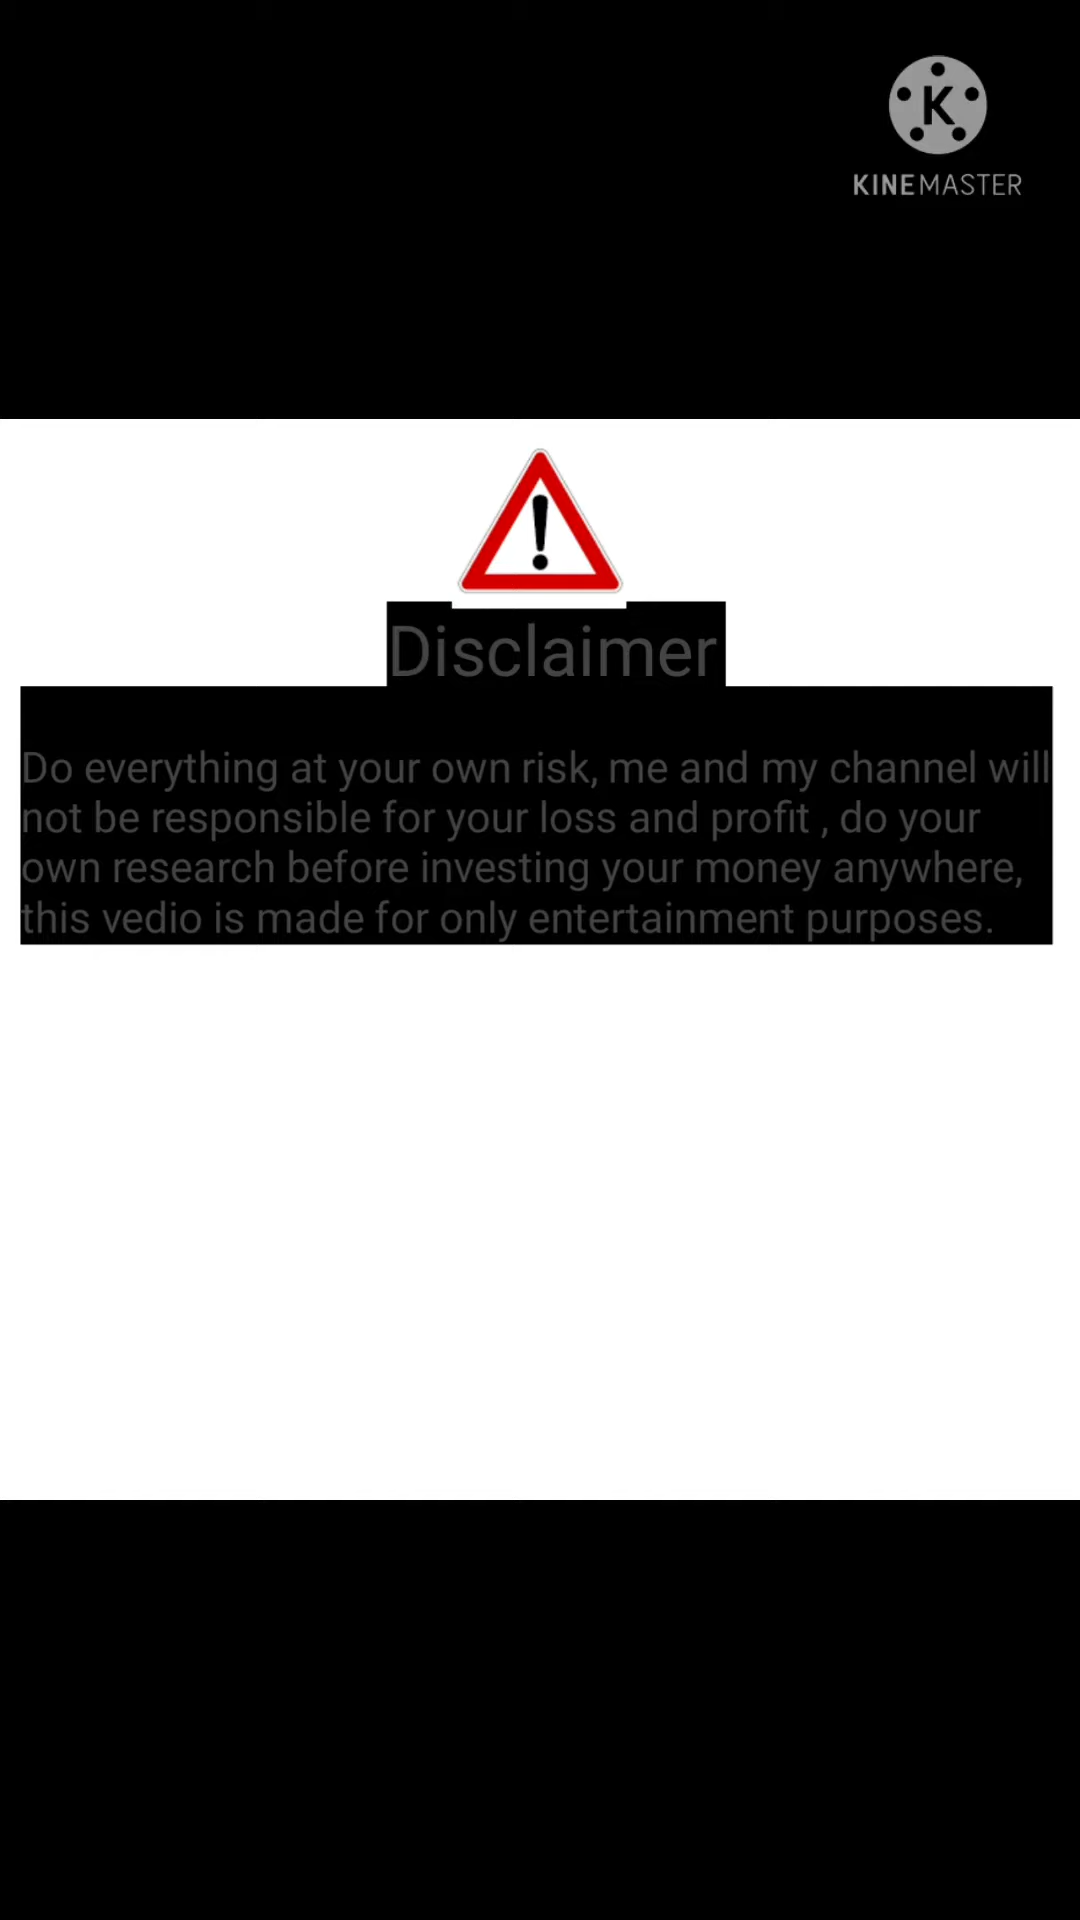 K
KINEMASTER
Disclaimer
Do everything at your own risk, me and my channel will
not be responsible for your loss and profit , do your
own research before investing your money anywhere,
this vedio is made for only entertainment purposes.